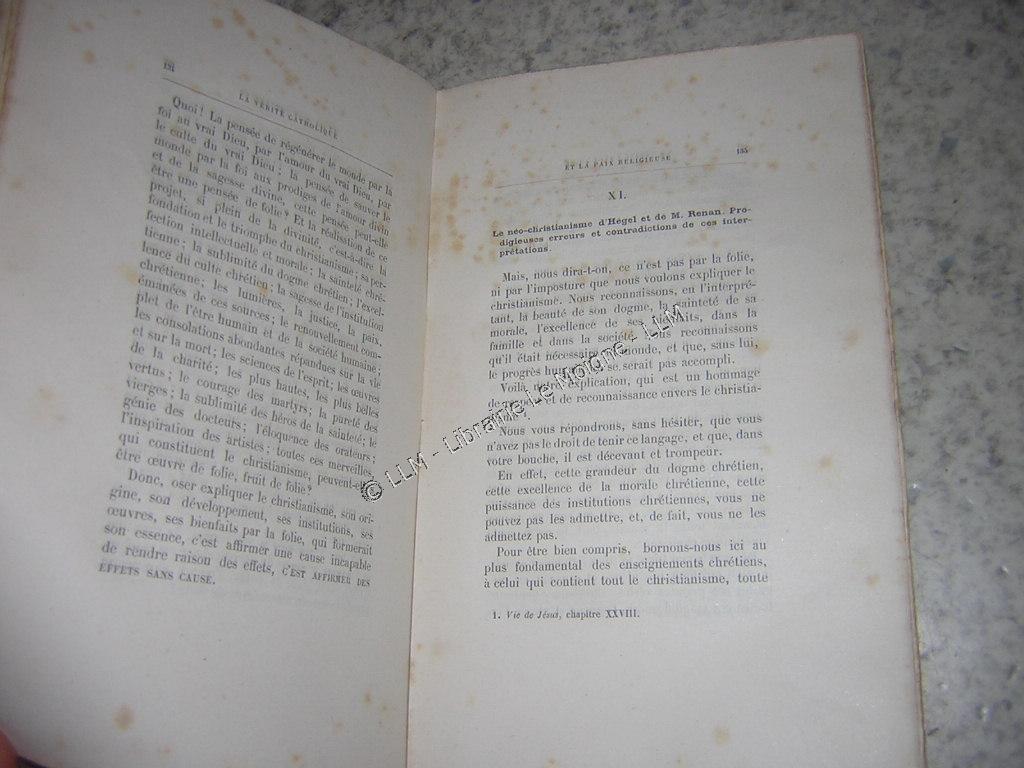 134
LA VÉRITÉ CATHOLIQUE
Quoi! La pensée de régénérer le monde par la
foi au vrai Dieu, par l'amour du vrai Dieu, par
le culte du vrai Dieu; la pensée de sauver le
monde par la foi aux prodiges de l'amour divin
et de la sagesse divine, cette pensée peut-elle
être une pensée de folie? Et la réalisation de ce
projet, si plein de la divinité, c'est-à-dire la
fondation et le triomphe du christianisme; sa per-
fection intellectuelle et morale; la sainteté chré-
tienne; la sublimité du dogme chrétien; l'excel-
lence du culte chrétien; la sagesse de l'institution
chrétienne; les lumières, la justice, la paix,
émanées de ces sources; le renouvellement com-
plet de l'être humain et de la société humaine;
les consolations abondantes répandues sur la vie
et sur la mort; les sciences de l'esprit; les œuvres
de la charité; les plus hautes, les plus belles
vertus; le courage des martyrs; la pureté des
vierges; la sublimité des héros de la sainteté; le
génie des docteurs; l'éloquence des orateurs;
l'inspiration des artistes: toutes ces merveilles,
qui constituent le christianisme, peuvent-elles
être œuvre de folie, fruit de folie?
Donc, oser expliquer le christianisme, son ori-
gine, son développement, ses institutions, ses
œuvres, ses bienfaits par la folie, qui formerait
son essence, c'est affirmer une cause incapable
de rendre raison des effets, C'EST AFFIRMER DES
EFFETS SANS CAUSE.
ET LA PAIX RELIGIEUSE
135
XI.
Le néo-christianisme d'Hégel et de M. Renan. Pro-
digieuses erreurs et contradictions de ces inter-
prétations.
Mais, nous dira-t-on, ce n'est pas par la folie,
ni par l'imposture que nous voulons expliquer le
christianisme. Nous reconnaissons, en l'interpré-
tant, la beauté de son dogme, la sainteté de sa
morale, l'excellence de ses dans la
famille et dans la société. Nous reconnaissons
qu'il était nécessaire monde, et que, sans lui,
le progrès ne se serait pas accompli.
Voilà notre explication, qui est un hommage
de respect et de reconnaissance envers le christia-
Nous vous répondrons, sans hésiter, que vous
n'avez pas le droit de tenir ce langage, et que, dans
votre bouche, il est décevant et trompeur.
En effet, cette grandeur du dogme chrétien,
cette excellence de la morale chrétienne, cette
puissance des institutions chrétiennes, vous ne
pouvez pas les admettre, et, de fait, vous ne les
admettez pas.
Pour être bien compris, bornons-nous ici au
plus fondamental des enseignements chrétiens,
à celui qui contient tout le christianisme, toute
1. Vie de Jésus, chapitre XXVIII.
© LLM - Librairie Le Moigne - LLM